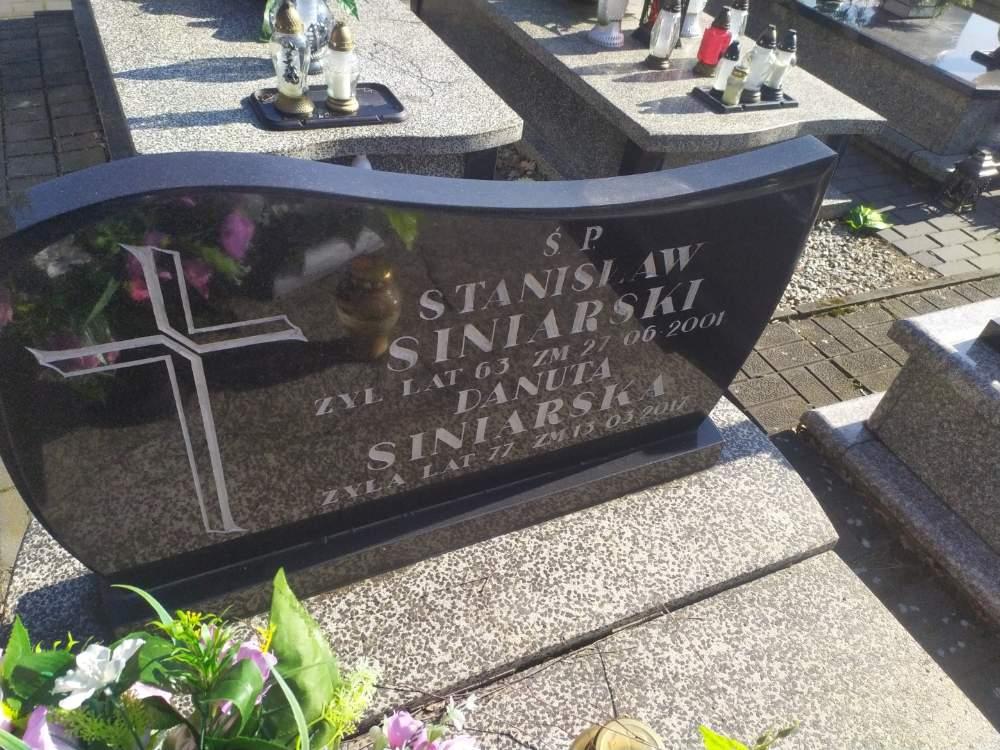 Ś. P.
STANISŁAW
SINIARSKI
ŻYŁ LAT 63 ZM 27 06 2001
DANUTA
SINIARSKA
ŻYŁA LAT 77 ZM 13 03 2017